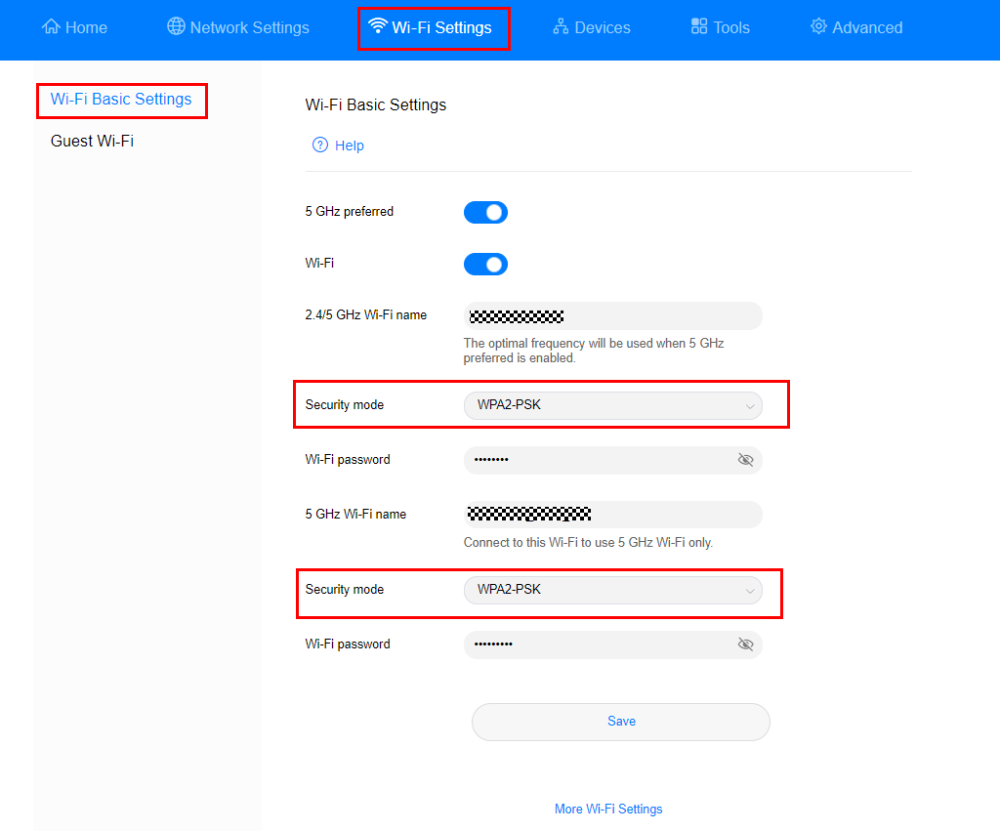 Home Network Settings Wi-Fi Settings Devices Tools Advanced
Wi-Fi Basic Settings
Guest Wi-Fi
Wi-Fi Basic Settings
Help
5 GHz preferred
Wi-Fi
2.4/5 GHz Wi-Fi name
The optimal frequency will be used when 5 GHz
preferred is enabled.
Security mode WPA2-PSK
Wi-Fi password ••••••••
5 GHz Wi-Fi name
Connect to this Wi-Fi to use 5 GHz Wi-Fi only.
Security mode WPA2-PSK
Wi-Fi password •••••••••
Save
More Wi-Fi Settings